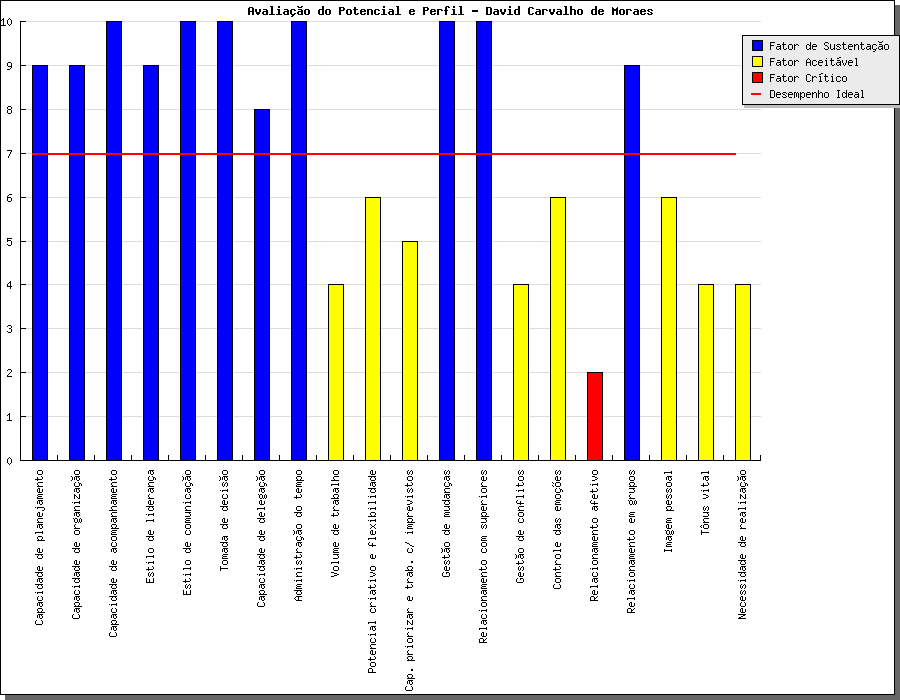 Avaliação do Potencial e Perfil - David Carvalho de Moraes
10
9
8
7
6
5
4
3
2
1
0
Fator de Sustentação
Fator Aceitável
Fator Crítico
Desempenho Ideal
Capacidade de planejamento
Capacidade de organização
Capacidade de acompanhamento
Estilo de liderança
Estilo de comunicação
Tomada de decisão
Capacidade de delegação
Administração do tempo
Volume de trabalho
Potencial criativo e flexibilidade
Cap. priorizar e trab. c/ imprevistos
Gestão de mudanças
Relacionamento com superiores
Gestão de conflitos
Controle das emoções
Relacionamento afetivo
Relacionamento em grupos
Imagem pessoal
Tônus vital
Necessidade de realização